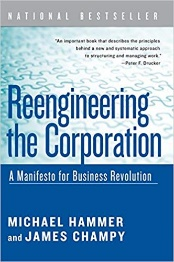 NATIONAL BESTSELLER
"An important book that describes the principles
behind a new and systematic approach
to structuring and managing work."
—Peter F. Drucker
Reengineering
the Corporation
A Manifesto for Business Revolution
MICHAEL HAMMER
and JAMES CHAMPY